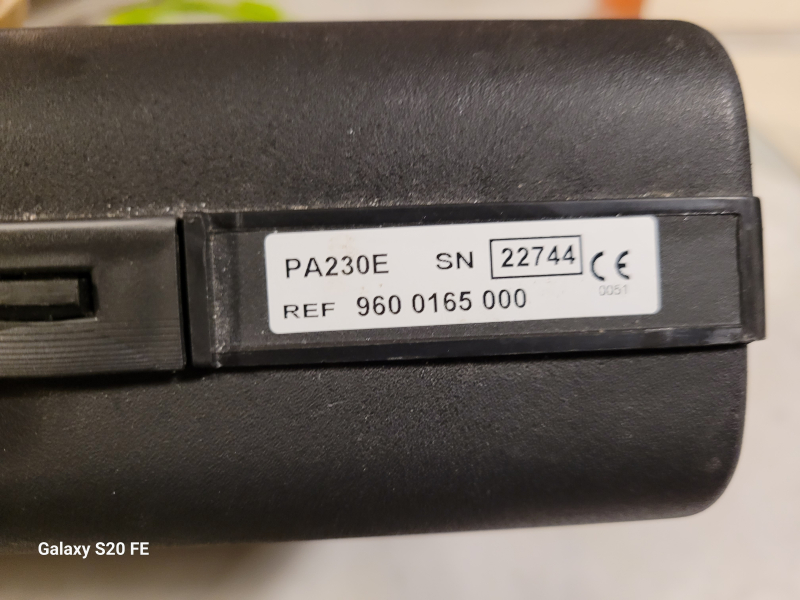 PA230E SN 22744 CE
0051
REF 960 0165 000
Galaxy S20 FE